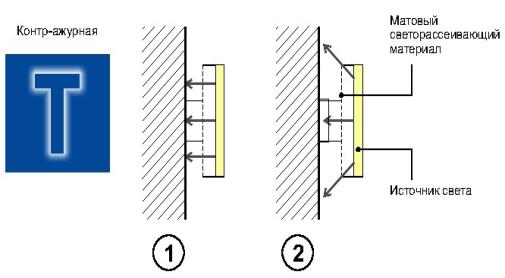 Контр-ажурная
Т
Матовый
светорассеивающий
материал
Источник света
1
2